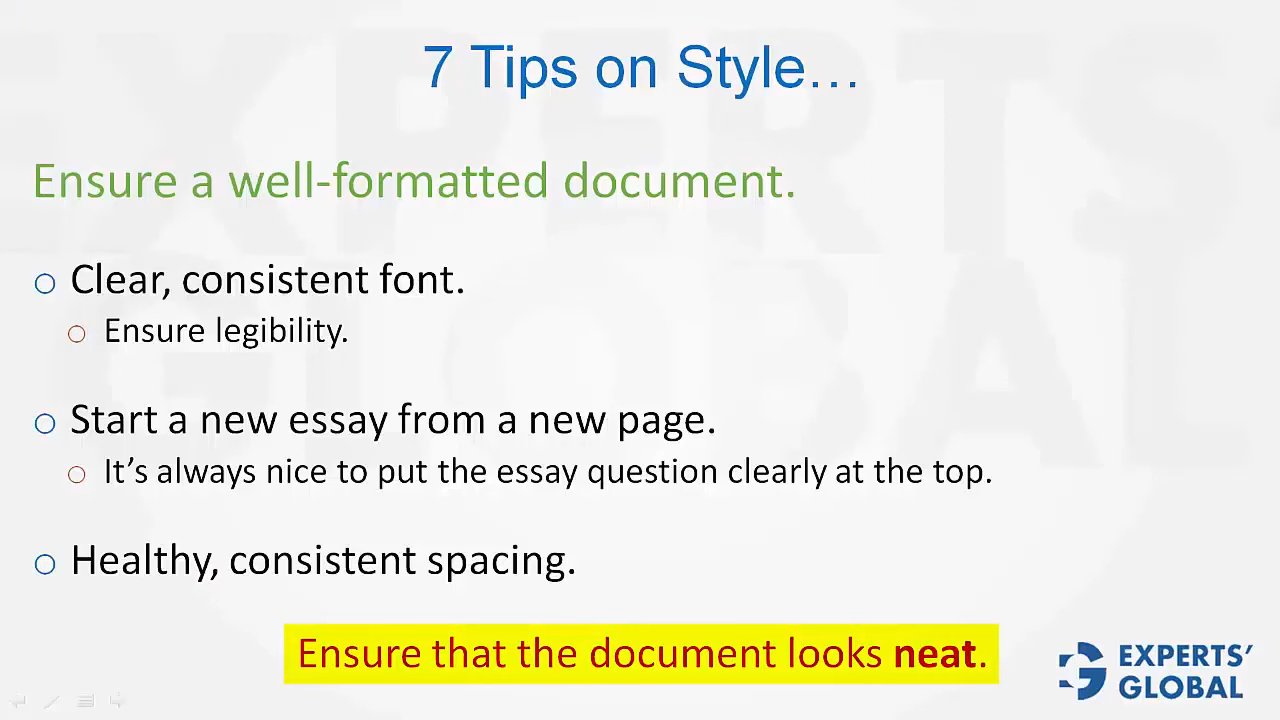 7 Tips on Style…
Ensure a well-formatted document.
Clear, consistent font.
Ensure legibility.
Start a new essay from a new page.
It’s always nice to put the essay question clearly at the top.
Healthy, consistent spacing.
Ensure that the document looks neat.
EXPERTS’
GLOBAL